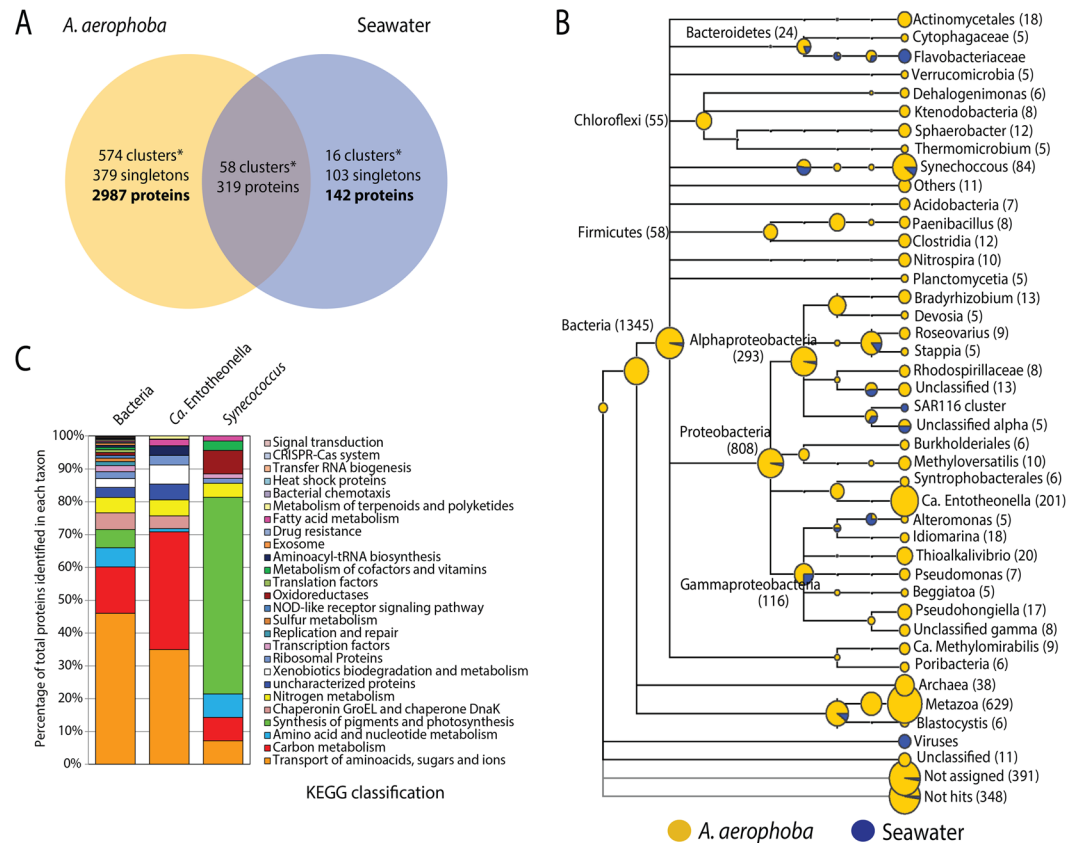 A
A. aerophoba
Seawater
574 clusters*
379 singletons
2987 proteins
58 clusters*
319 proteins
16 clusters*
103 singletons
142 proteins
B
Actinomycetales (18)
Bacteroidetes (24)
Cytophagaceae (5)
Flavobacteriaceae
Verrucomicrobia (5)
Dehalogenimonas (6)
Ktenodobacteria (8)
Chloroflexi (55)
Sphaerobacter (12)
Thermomicrobium (5)
Synechoccous (84)
Others (11)
Acidobacteria (7)
Paenibacillus (8)
Firmicutes (58)
Clostridia (12)
Nitrospira (10)
Planctomycetia (5)
Bradyrhizobium (13)
Devosia (5)
Bacteria (1345)
Roseovarius (9)
Alphaproteobacteria
(293)
Stappia (5)
Rhodospirillaceae (8)
Unclassified (13)
SAR116 cluster
Unclassified alpha (5)
Proteobacteria
(808)
Burkholderiales (6)
Methyloversatilis (10)
Syntrophobacterales (6)
Ca. Entotheonella (201)
Alteromonas (5)
Idiomarina (18)
Thioalkalivibrio (20)
Pseudomonas (7)
Gammaproteobacteria
(116)
Beggiatoa (5)
Pseudohongiella (17)
Unclassified gamma (8)
Ca. Methylomirabilis (9)
Poribacteria (6)
Archaea (38)
Metazoa (629)
Blastocystis (6)
Viruses
Unclassified (11)
Not assigned (391)
Not hits (348)
A. aerophoba
Seawater
C
Bacteria
Ca. Entotheonella
Synecococcus
Percentage of total proteins identified in each taxon
100%
90%
80%
70%
60%
50%
40%
30%
20%
10%
0%
Signal transduction
CRISPR-Cas system
Transfer RNA biogenesis
Heat shock proteins
Bacterial chemotaxis
Metabolism of terpenoids and polyketides
Fatty acid metabolism
Drug resistance
Exosome
Aminoacyl-tRNA biosynthesis
Metabolism of cofactors and vitamins
Translation factors
Oxidoreductases
NOD-like receptor signaling pathway
Sulfur metabolism
Replication and repair
Transcription factors
Ribosomal Proteins
Xenobiotics biodegradation and metabolism
uncharacterized proteins
Nitrogen metabolism
Chaperonin GroEL and chaperone DnaK
Synthesis of pigments and photosynthesis
Amino acid and nucleotide metabolism
Carbon metabolism
Transport of aminoacids, sugars and ions
KEGG classification